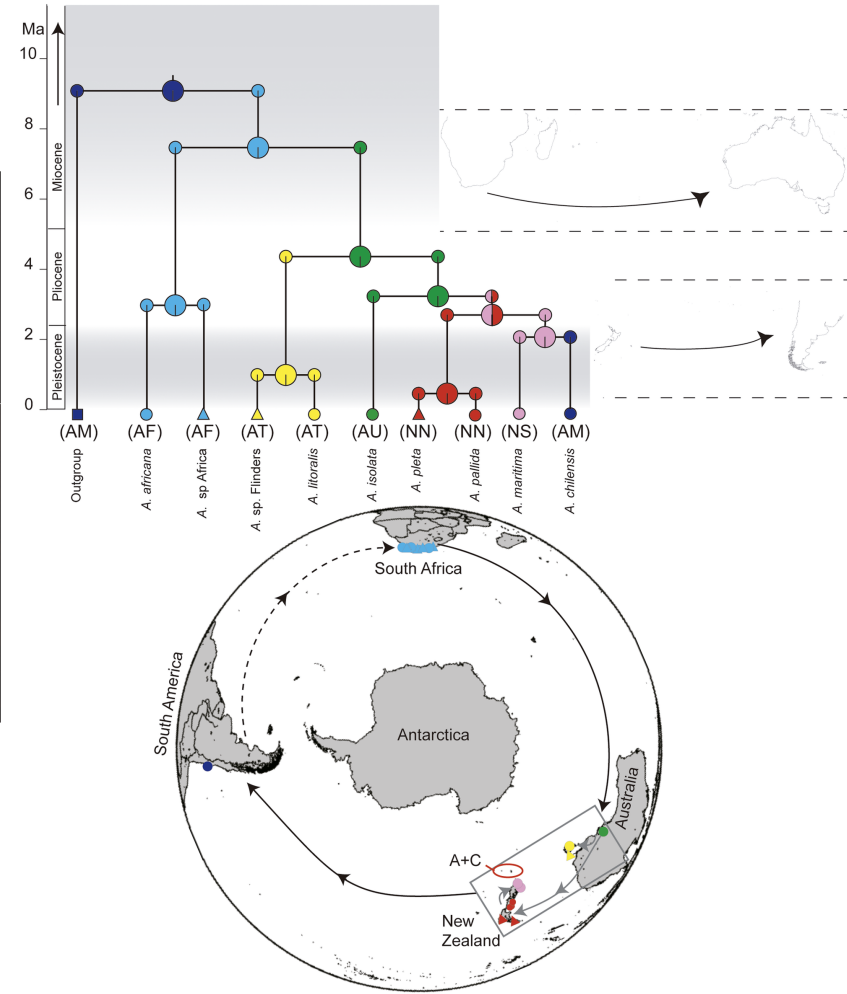 Ma
10
8
6
4
2
0
Miocene
Pliocene
Pleistocene
(AM) (AF) (AF) (AT) (AT) (AU) (NN) (NN) (NS) (AM)
Outgroup
A. africana
A. sp Africa
A. sp. Flinders
A. litoralis
A. isolata
A. pleta
A. pallida
A. maritima
A. chilensis
South Africa
South America
Antarctica
Australia
A+C
New
Zealand